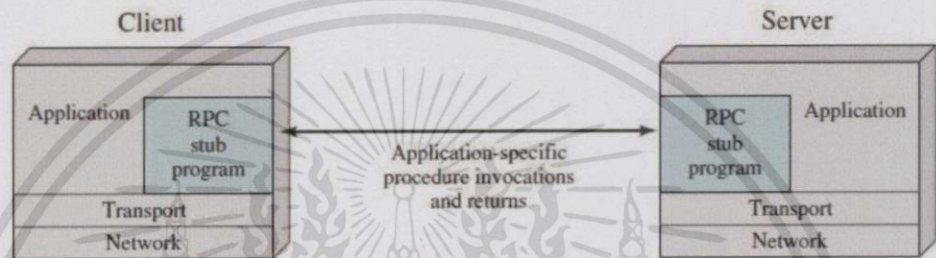 Client
Server
Application
RPC
stub
program
Transport
Network
Application-specific
procedure invocations
and returns
RPC
stub
program
Application
Transport
Network